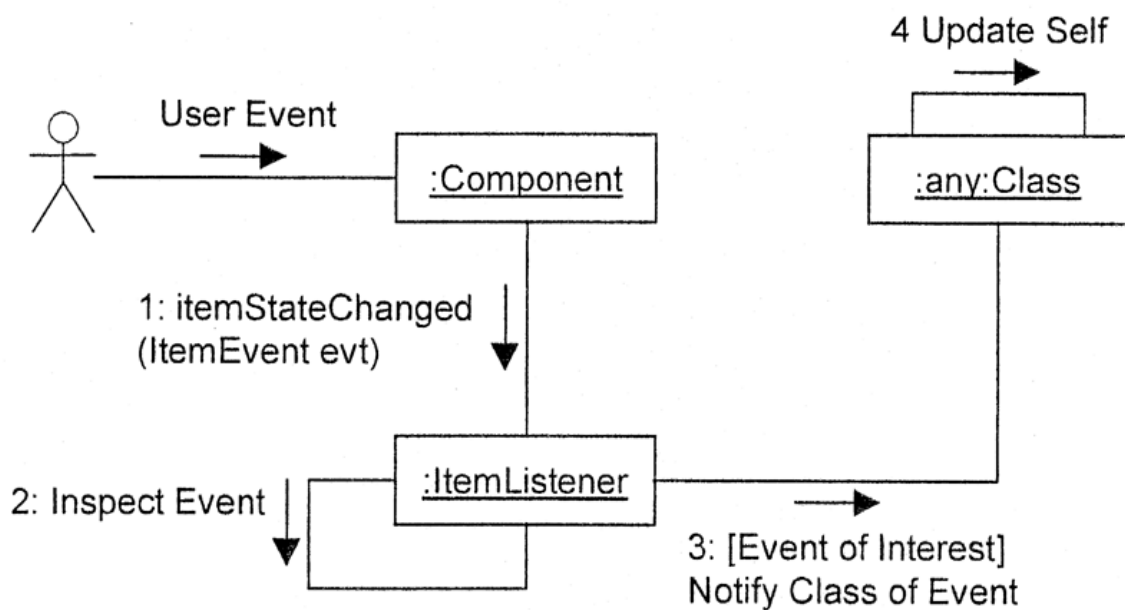 4 Update Self
User Event
:Component
:any:Class
1: itemStateChanged
(ItemEvent evt)
:ItemListener
2: Inspect Event
3: [Event of Interest]
Notify Class of Event